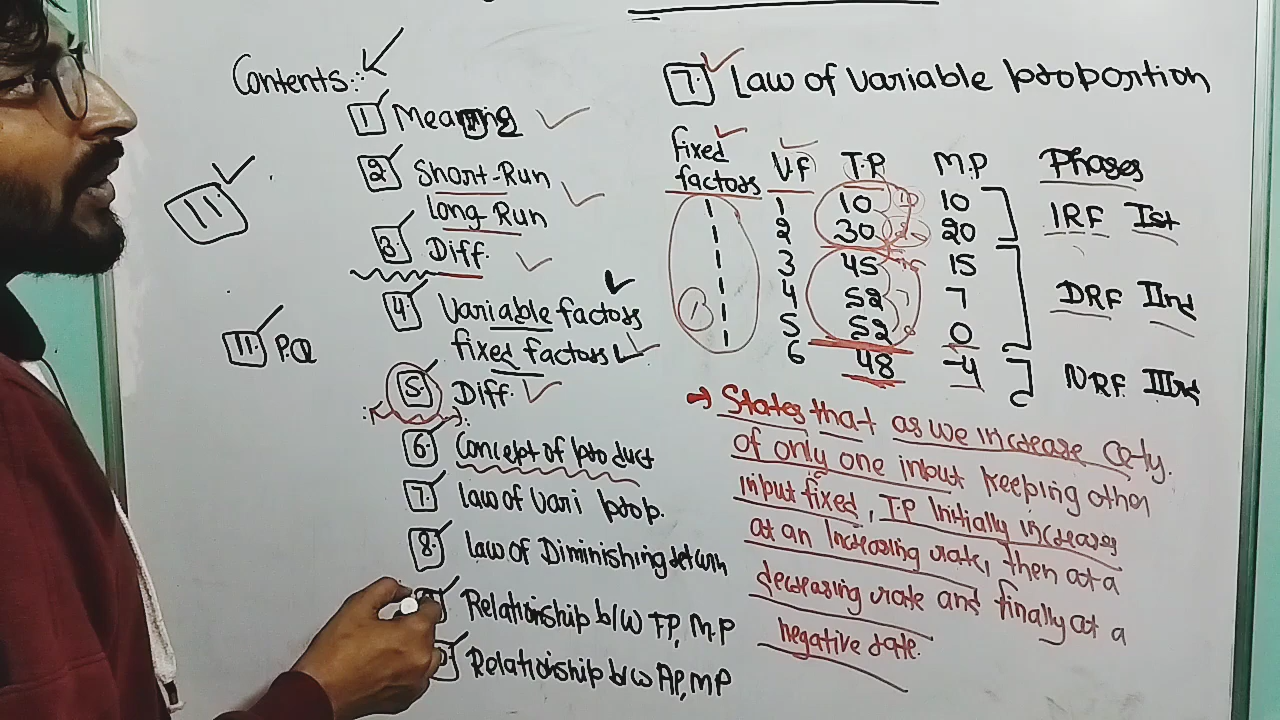 Contents:
1 Meaning
2 Short-Run
Long-Run
3. Diff.
4. Variable factors
fixed factors
5 Diff.
6. Concept of product
7. law of vari prop.
8. law of Diminishing return
Relationship b/w TP, M.P
Relationship b/w AP, MP
11
11. P.Q
7. Law of variable proportion
fixed factors V.F T.P M.P Phases
1 1 10 10 IRF Ist
1 2 30 20
1 3 45 15
1 4 52 7 DRF IInd
1 5 52 0
1 6 48 -4 NRF IIIrd
→ States that as we increase Qty.
of only one input keeping other
input fixed, T.P Initially increases
at an Increasing rate, then at a
decreasing rate and finally at a
negative rate.